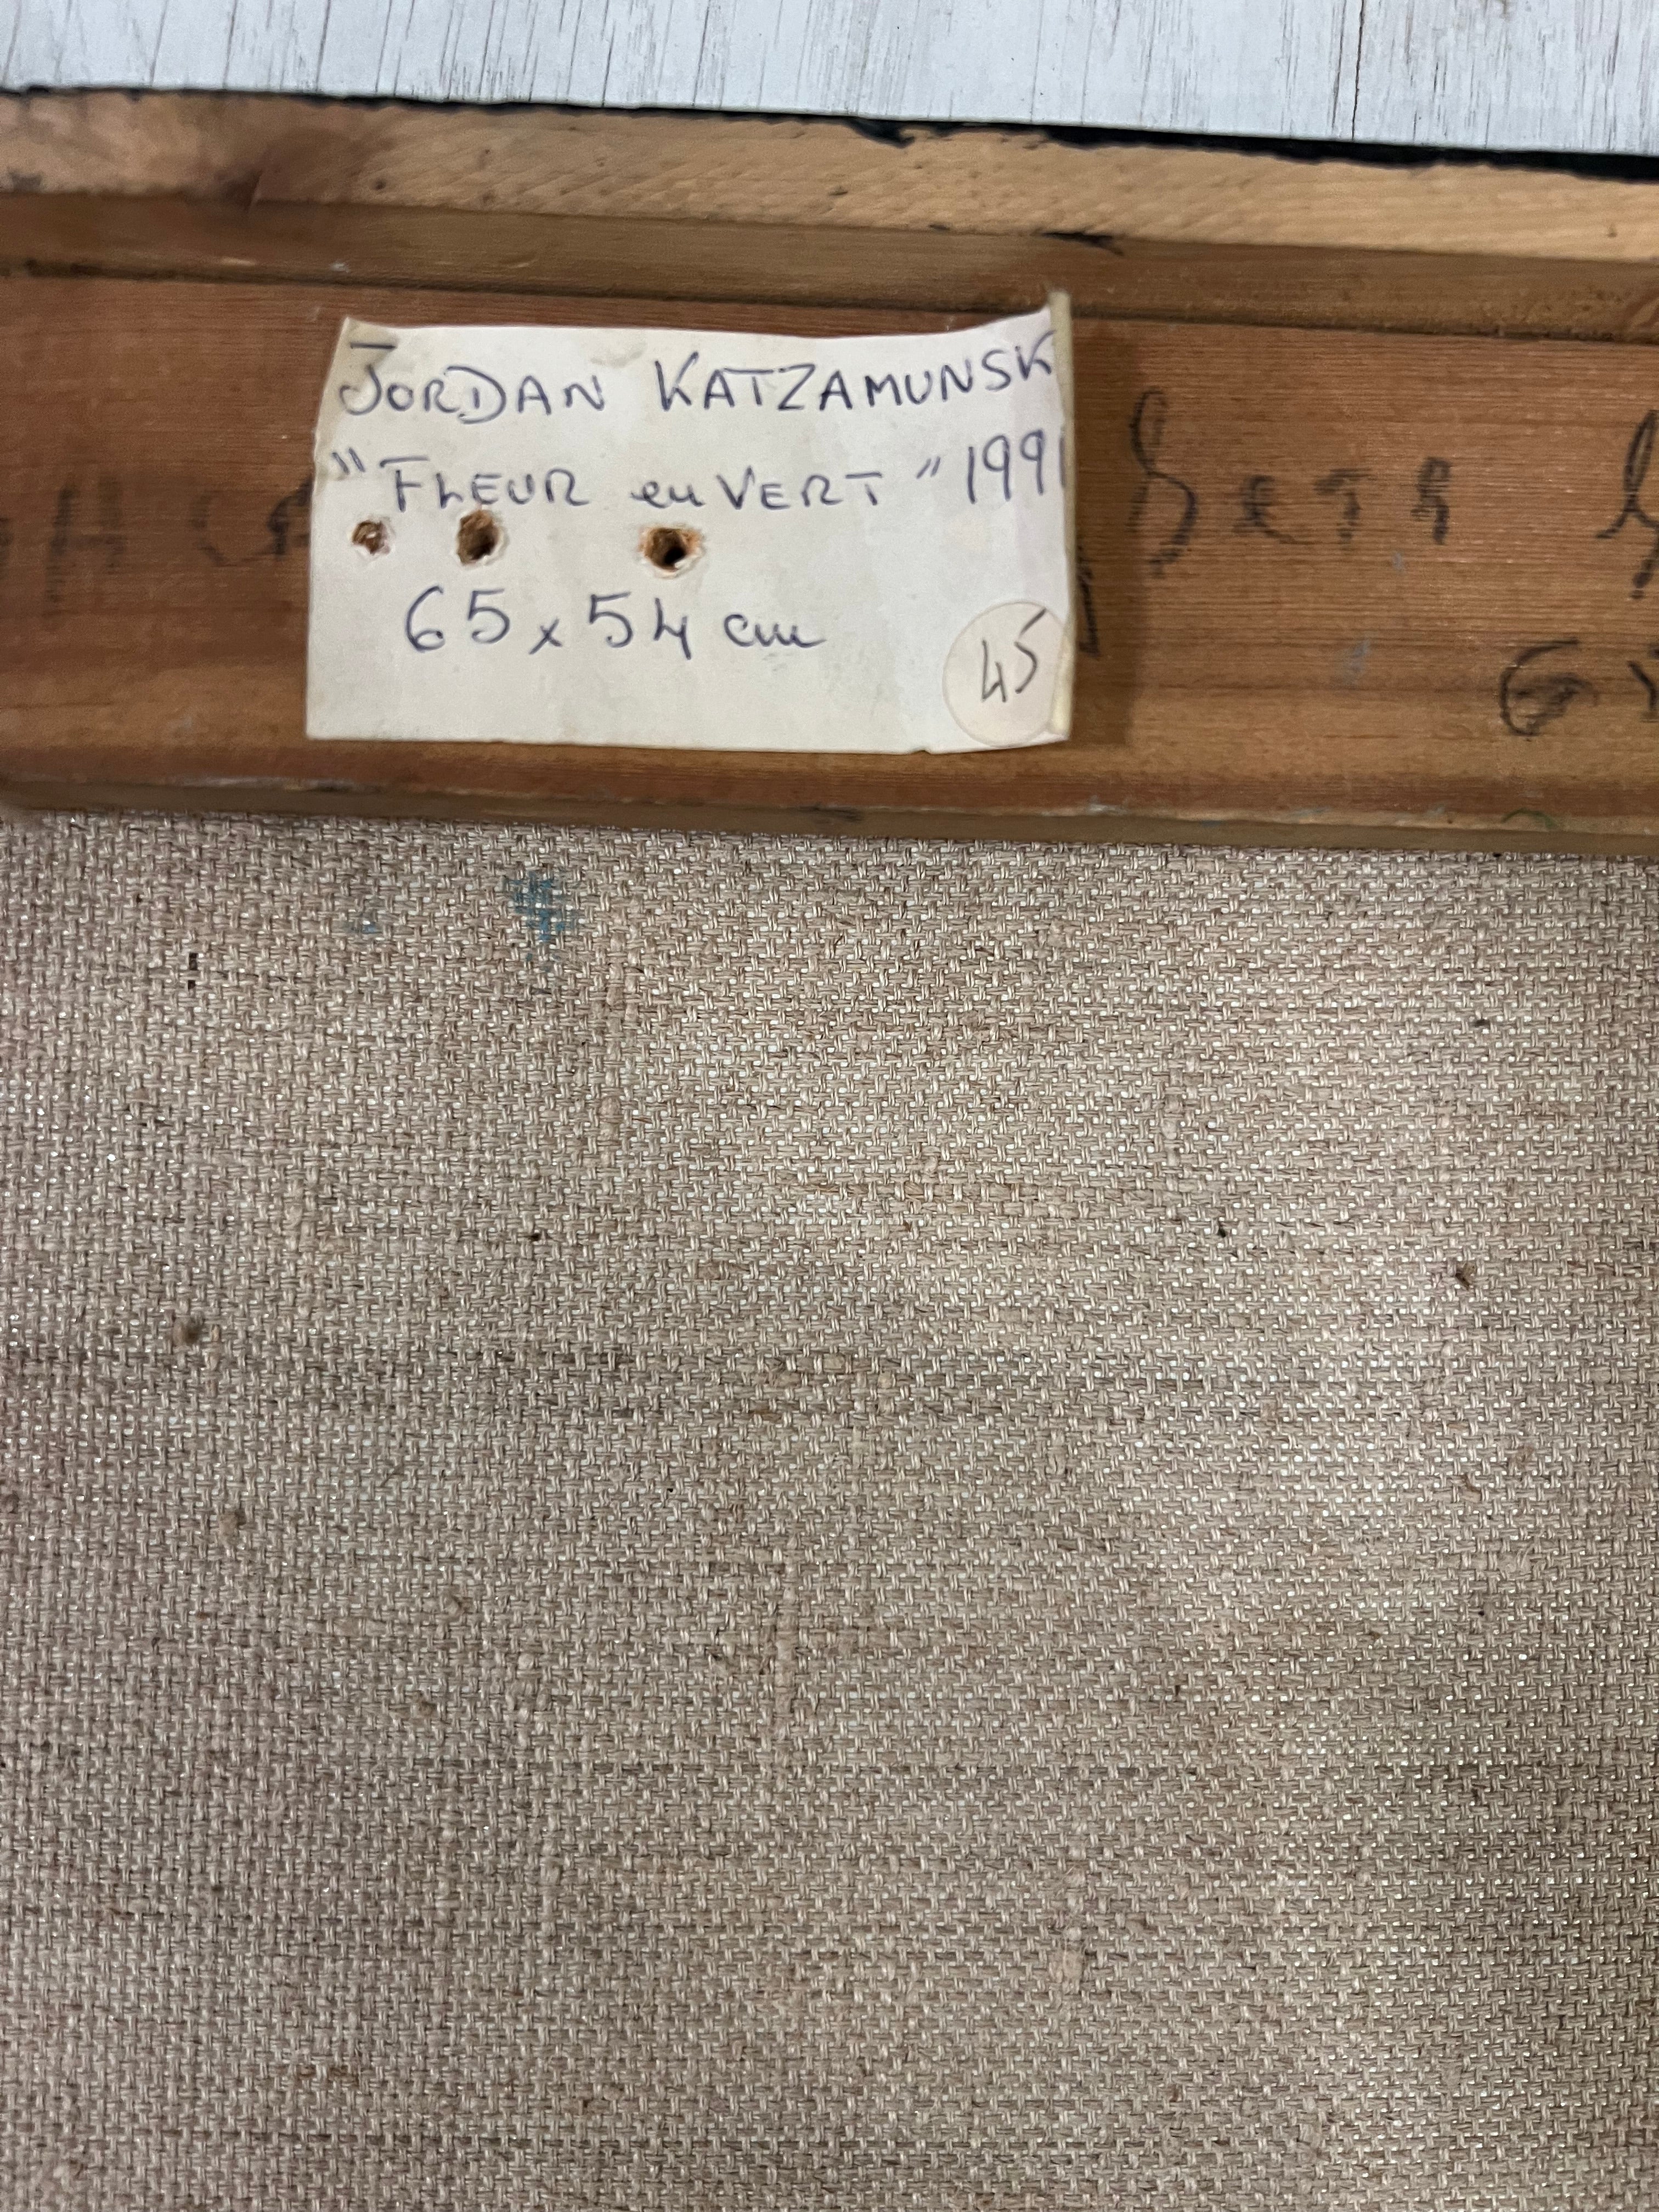 JORDAN KATZAMUNSK
"FLEUR en VERT" 1991
65 x 54 cm
45